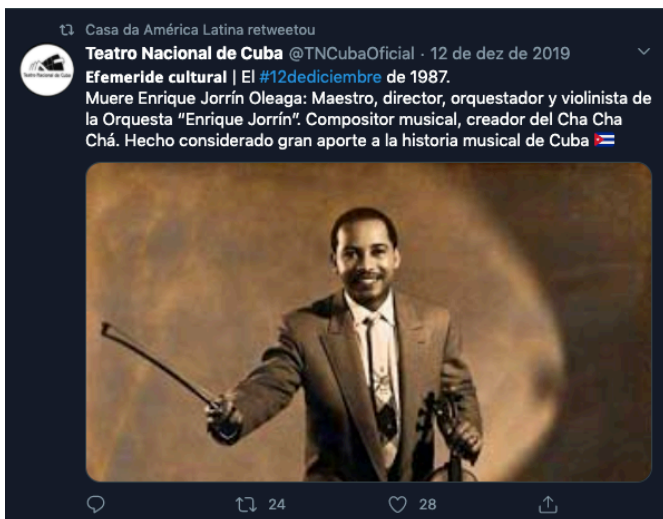 Casa da América Latina retweetou
Teatro Nacional de Cuba @TNCubaOficial · 12 de dez de 2019
Efemeride cultural | El #12dediciembre de 1987.
Muere Enrique Jorrín Oleaga: Maestro, director, orquestador y violinista de
la Orquesta “Enrique Jorrín”. Compositor musical, creador del Cha Cha
Chá. Hecho considerado gran aporte a la historia musical de Cuba 🇨🇺
24 28